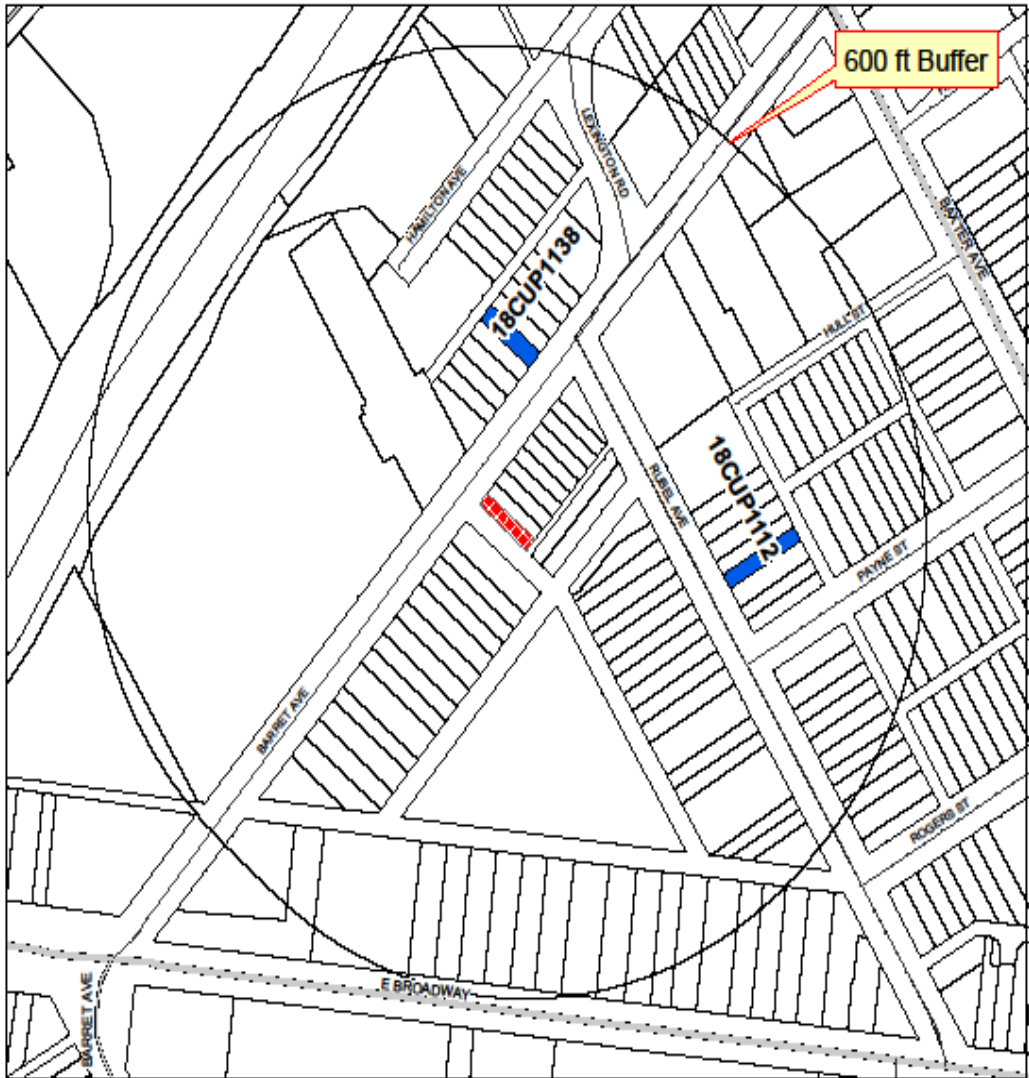 600 ft Buffer
LEXINGTON RD
HAMILTON AVE
BAXTER AVE
18CUP1138
HULL ST
18CUP1112
RUBEL AVE
PAYNE ST
BARRET AVE
ROGERS ST
E BROADWAY
BARRET AVE